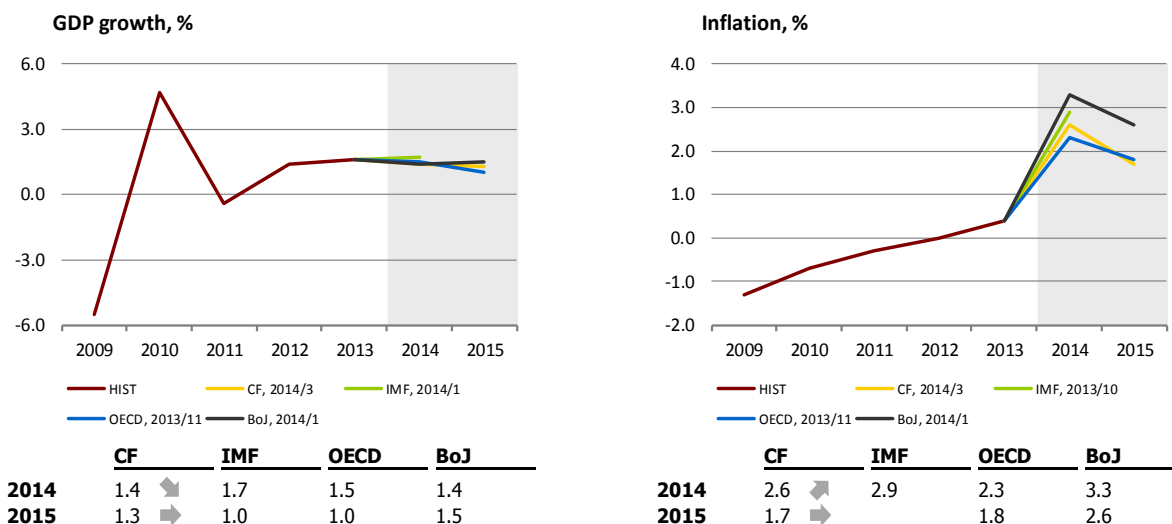 GDP growth, %
6.0
3.0
0.0
-3.0
-6.0
2009 2010 2011 2012 2013 2014 2015
HIST CF, 2014/3 IMF, 2014/1
OECD, 2013/11 BoJ, 2014/1
CF IMF OECD BoJ
2014 1.4 1.7 1.5 1.4
2015 1.3 1.0 1.0 1.5
Inflation, %
4.0
3.0
2.0
1.0
0.0
-1.0
-2.0
2009 2010 2011 2012 2013 2014 2015
HIST CF, 2014/3 IMF, 2013/10
OECD, 2013/11 BoJ, 2014/1
CF IMF OECD BoJ
2014 2.6 2.9 2.3 3.3
2015 1.7 1.8 2.6